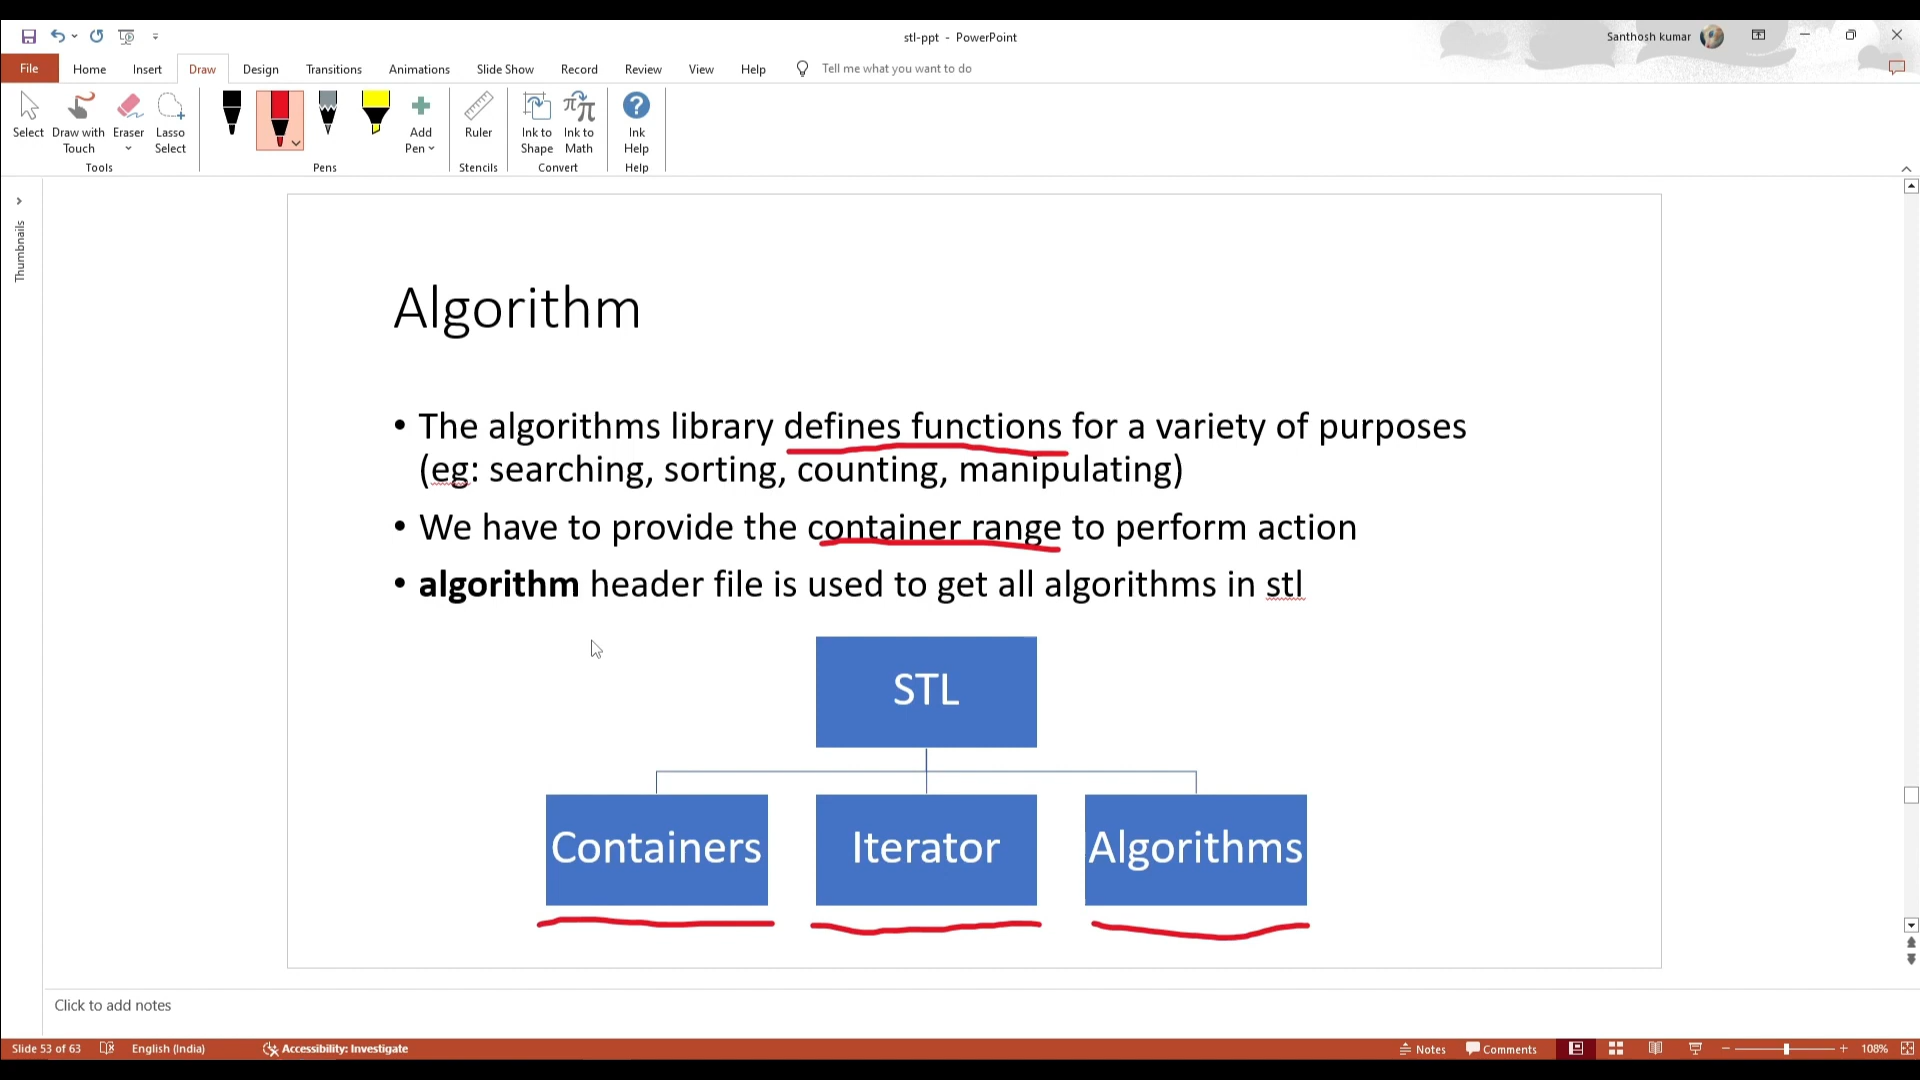 stl-ppt - PowerPoint
Santhosh kumar
File Home Insert Draw Design Transitions Animations Slide Show Record Review View Help Tell me what you want to do
Select
Draw with Touch
Eraser
Lasso Select
Add Pen
Ruler
Ink to Shape
Ink to Math
Ink Help
Tools Pens Stencils Convert Help
Thumbnails
Algorithm
• The algorithms library defines functions for a variety of purposes
(eg: searching, sorting, counting, manipulating)
• We have to provide the container range to perform action
• algorithm header file is used to get all algorithms in stl
STL
Containers Iterator Algorithms
Click to add notes
Slide 53 of 63 English (India) Accessibility: Investigate Notes Comments 108%